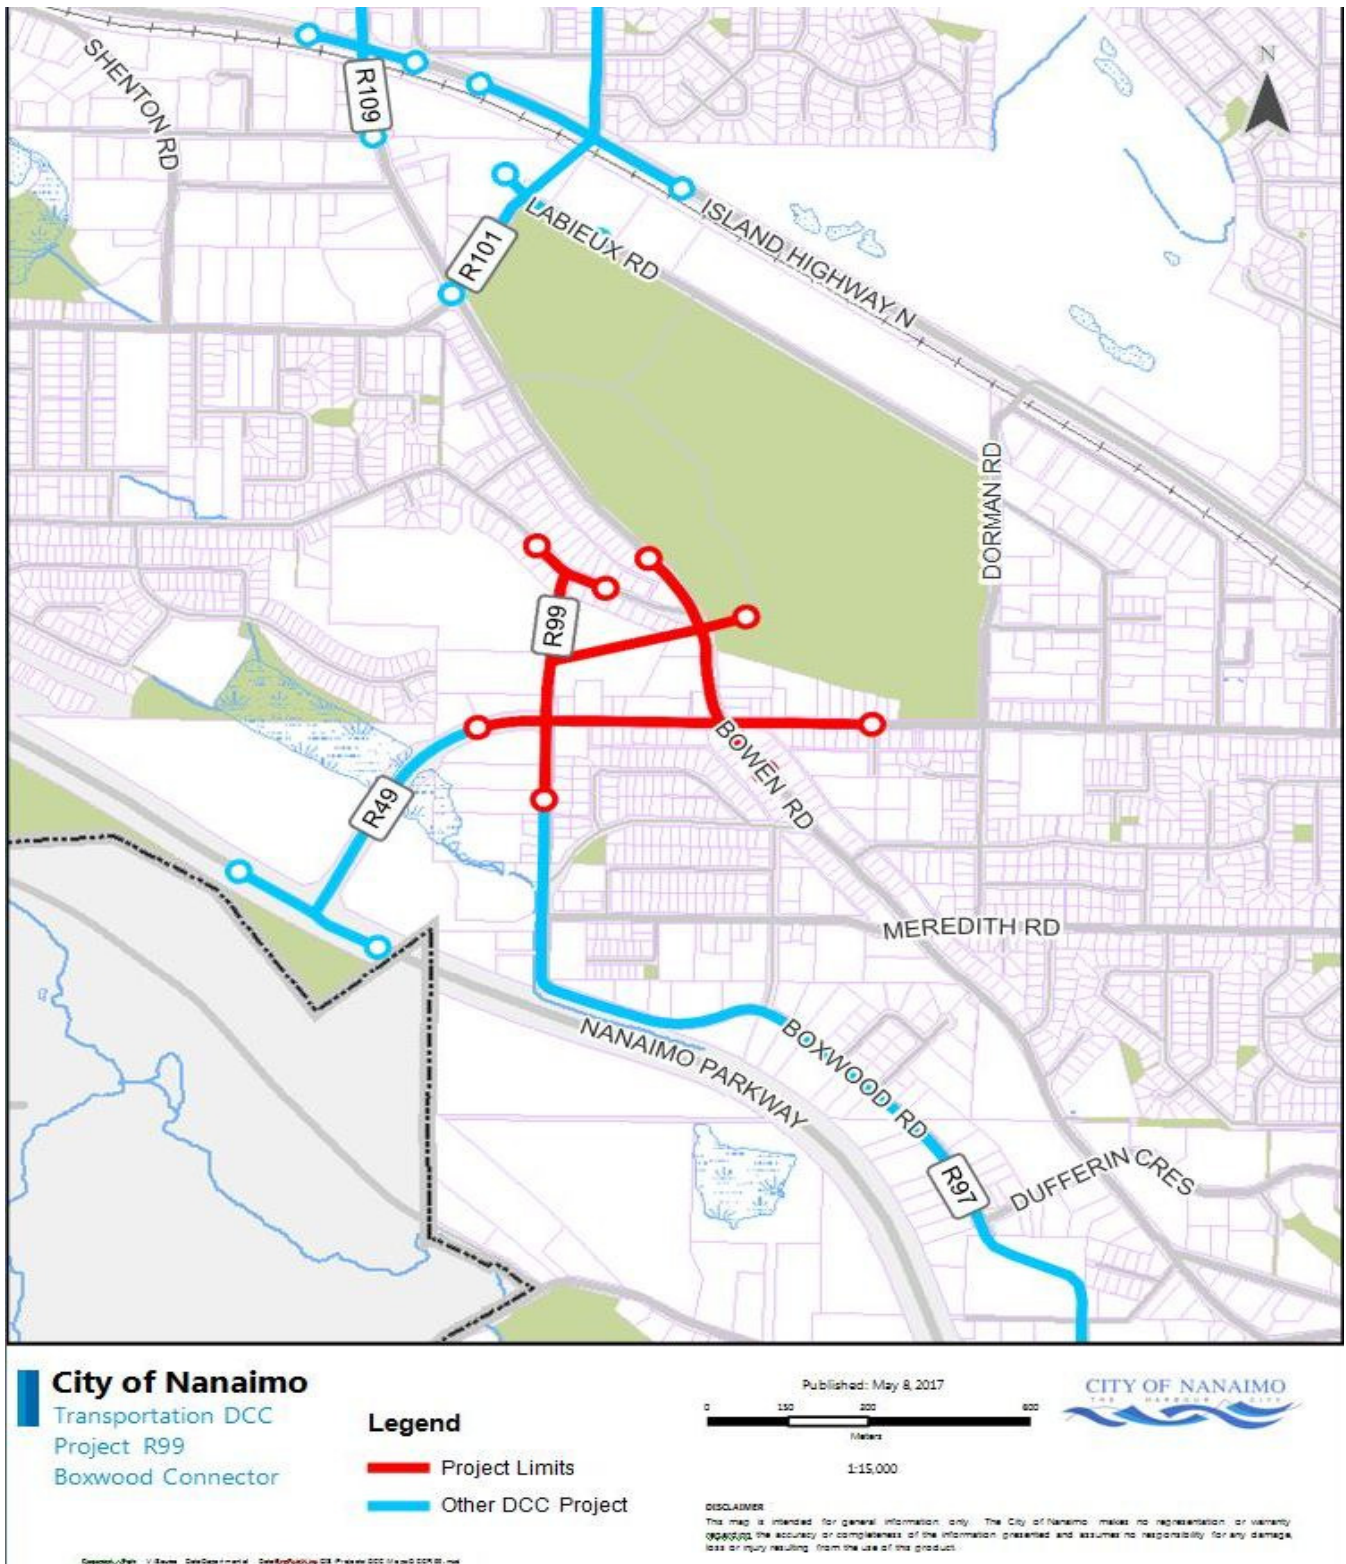 N
SHENTON RD
R109
LABIEUX RD
ISLAND HIGHWAY N
R101
DORMAN RD
R99
BOWEN RD
R49
MEREDITH RD
NANAIMO PARKWAY
BOXWOOD RD
R97
DUFFERIN CRES
City of Nanaimo
Transportation DCC
Project R99
Boxwood Connector
Legend
Project Limits
Other DCC Project
Published: May 8, 2017
0 150 300 600
Meters
1:15,000
CITY OF NANAIMO
THE HARBOUR CITY
DISCLAIMER
This map is intended for general information only. The City of Nanaimo makes no representation or warranty
regarding the accuracy or completeness of the information presented and assumes no responsibility for any damage,
loss or injury resulting from the use of this product.